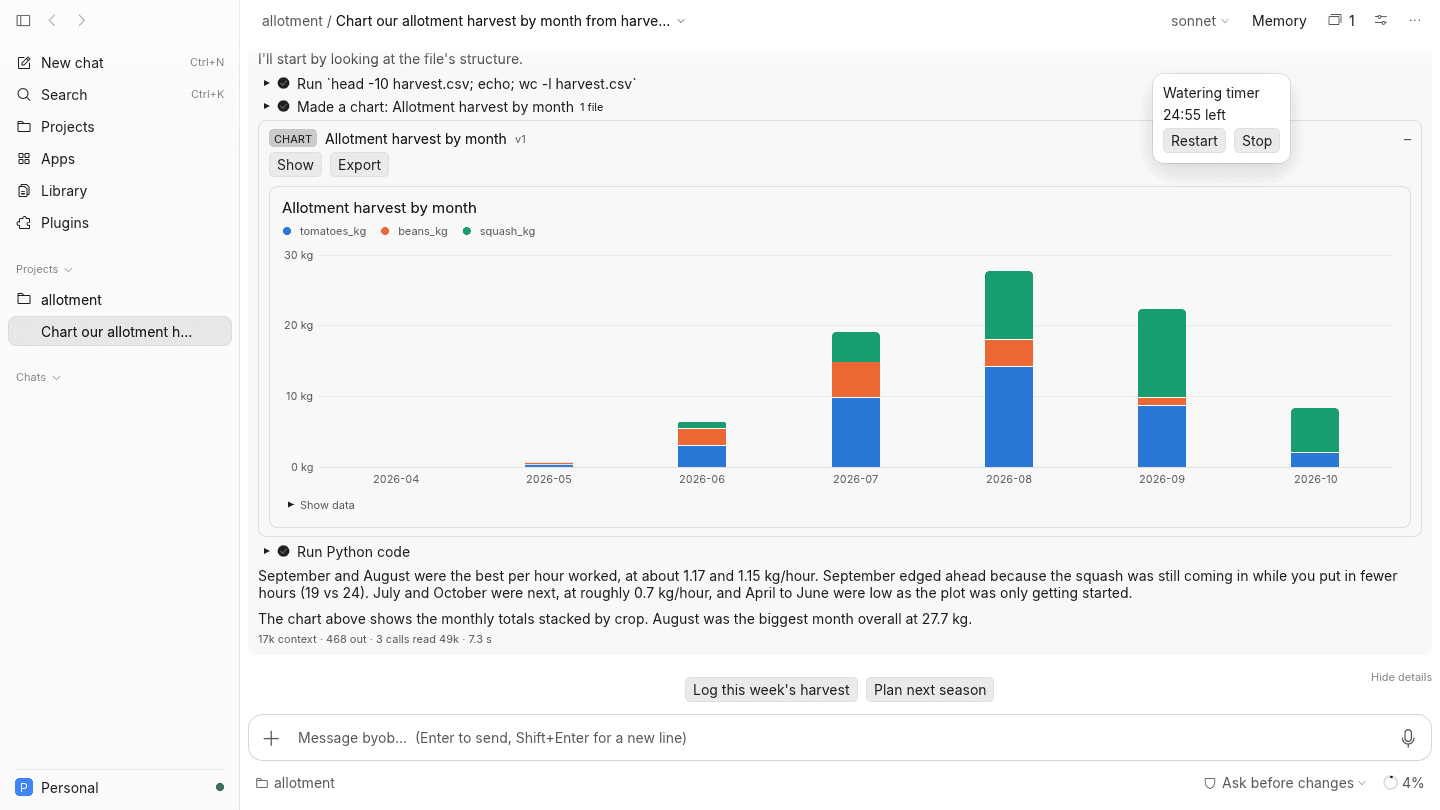 allotment / Chart our allotment harvest by month from harve...
sonnet
Memory
1
New chat
Ctrl+N
Search
Ctrl+K
Projects
Apps
Library
Plugins
Projects
allotment
Chart our allotment h...
Chats
P
Personal
I'll start by looking at the file's structure.
Run `head -10 harvest.csv; echo; wc -l harvest.csv`
Made a chart: Allotment harvest by month 1 file
Watering timer
24:55 left
Restart
Stop
CHART
Allotment harvest by month v1
Show
Export
Allotment harvest by month
tomatoes_kg
beans_kg
squash_kg
30 kg
20 kg
10 kg
0 kg
2026-04
2026-05
2026-06
2026-07
2026-08
2026-09
2026-10
Show data
Run Python code
September and August were the best per hour worked, at about 1.17 and 1.15 kg/hour. September edged ahead because the squash was still coming in while you put in fewer
hours (19 vs 24). July and October were next, at roughly 0.7 kg/hour, and April to June were low as the plot was only getting started.
The chart above shows the monthly totals stacked by crop. August was the biggest month overall at 27.7 kg.
17k context · 468 out · 3 calls read 49k · 7.3 s
Hide details
Log this week's harvest
Plan next season
Message byob... (Enter to send, Shift+Enter for a new line)
allotment
Ask before changes
4%